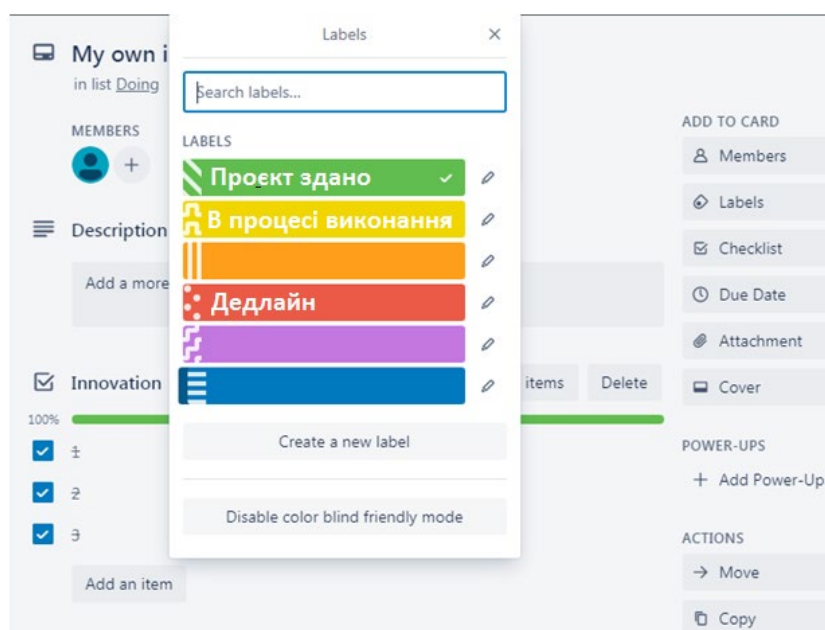 My own i
in list Doing
MEMBERS
+
Description
Add a more
Innovation
items
Delete
100%
1
2
3
Add an item
Labels
Search labels...
LABELS
Проєкт здано
В процесі виконання
Дедлайн
Create a new label
Disable color blind friendly mode
ADD TO CARD
Members
Labels
Checklist
Due Date
Attachment
Cover
POWER-UPS
+ Add Power-Up
ACTIONS
→ Move
Copy